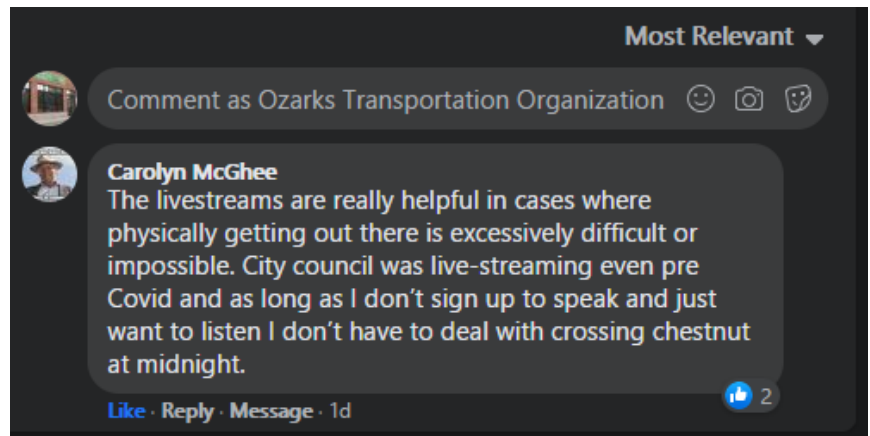 Most Relevant
Comment as Ozarks Transportation Organization
Carolyn McGhee
The livestreams are really helpful in cases where
physically getting out there is excessively difficult or
impossible. City council was live-streaming even pre
Covid and as long as I don’t sign up to speak and just
want to listen I don’t have to deal with crossing chestnut
at midnight.
2
Like · Reply · Message · 1d